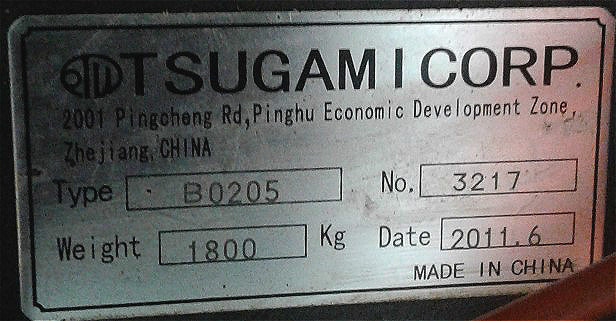 TSUGAMI CORP.
2001 Pingcheng Rd,Pinghu Economic Development Zone,
Zhejiang,CHINA
Type B0205 No. 3217
Weight 1800 Kg Date 2011.6
MADE IN CHINA